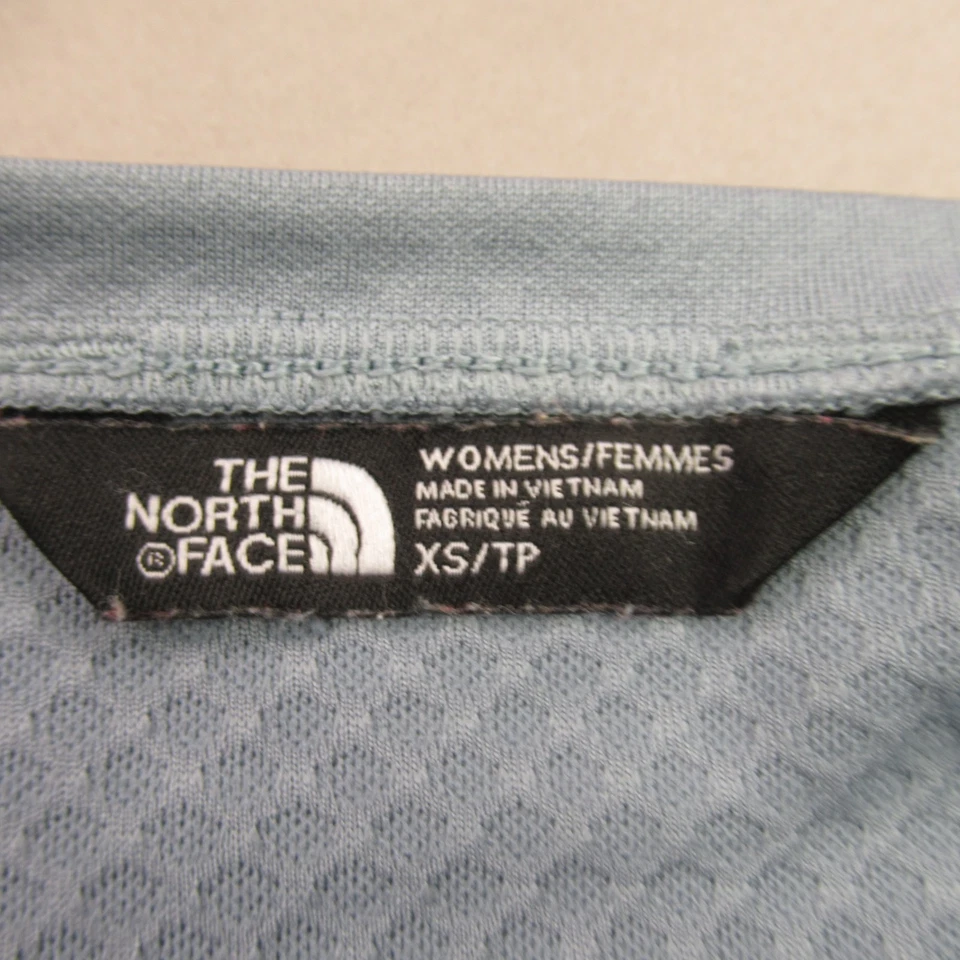 THE
NORTH
®FACE
WOMENS/FEMMES
MADE IN VIETNAM
FABRIQUÉ AU VIETNAM
XS/TP